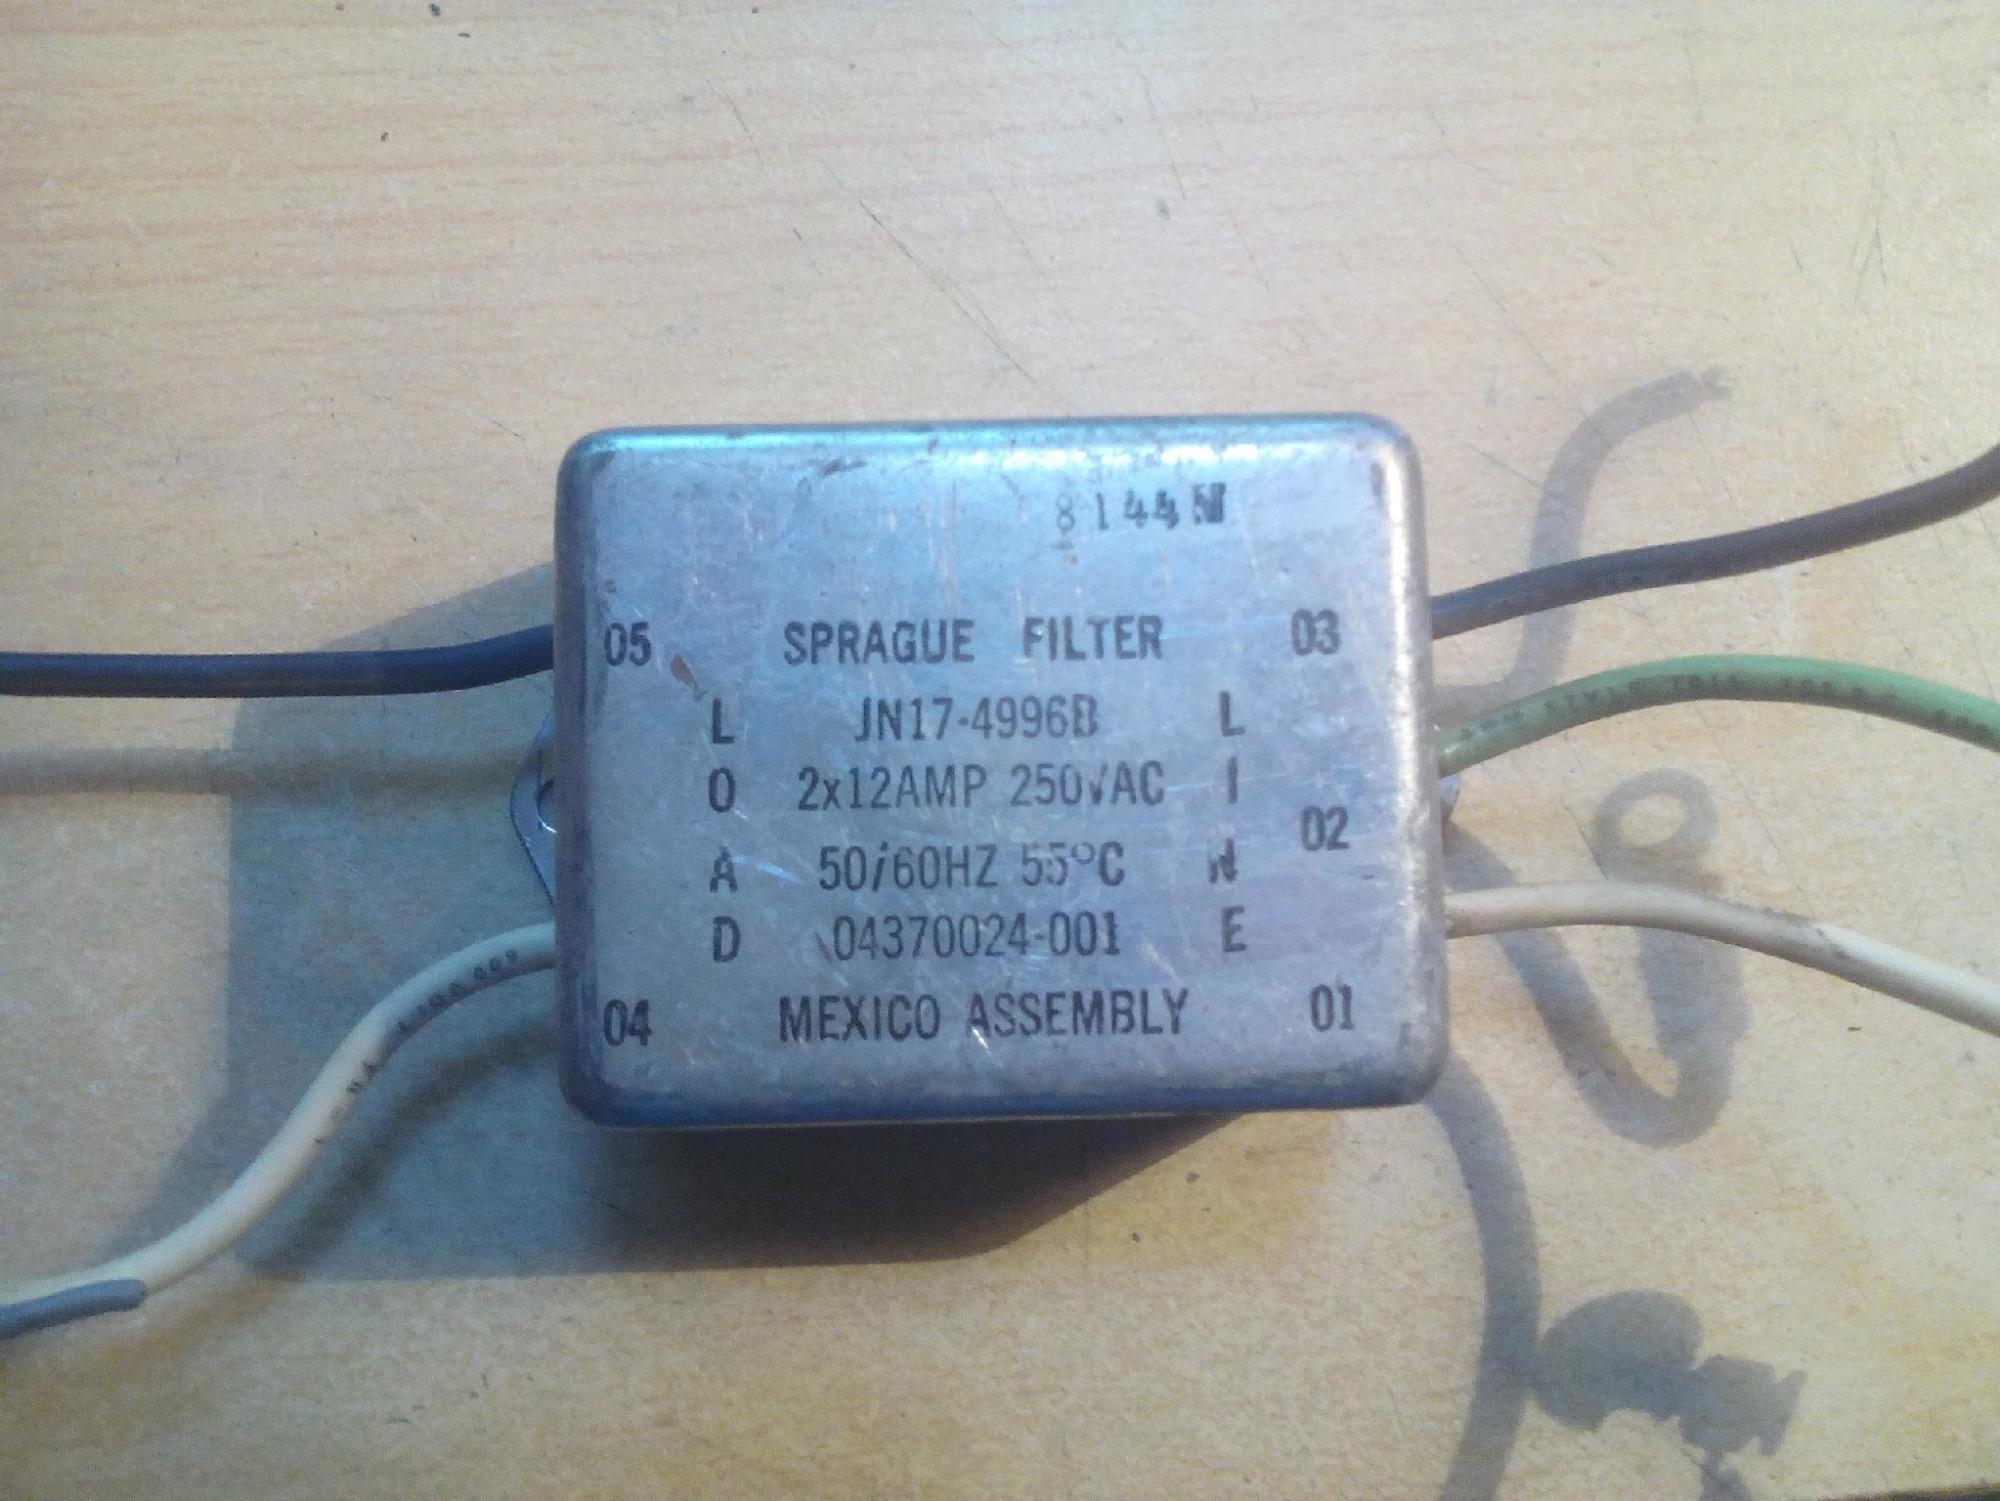 8144M
05 SPRAGUE FILTER 03
L JN17-4996B L
O 2x12AMP 250VAC I
02
A 50/60HZ 55°C N
D 04370024-001 E
04 MEXICO ASSEMBLY 01
STYLE